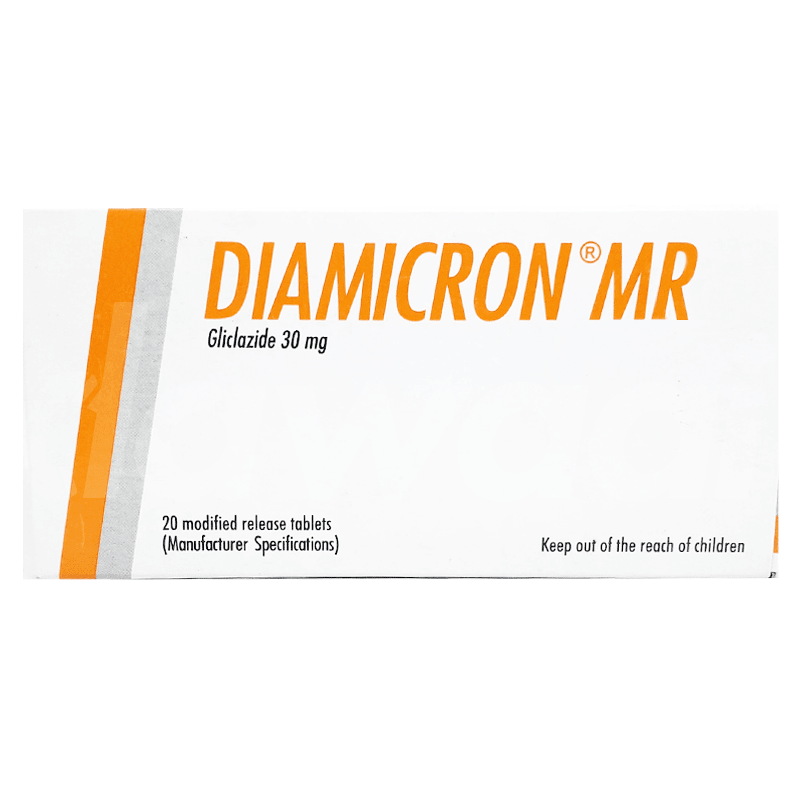 DIAMICRON® MR
Gliclazide 30 mg
20 modified release tablets
(Manufacturer Specifications)
Keep out of the reach of children